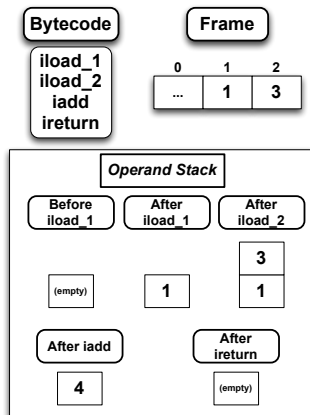 Bytecode
Frame
iload_1
iload_2
iadd
ireturn
0 1 2
... 1 3
Operand Stack
Before
iload_1
After
iload_1
After
iload_2
3
(empty) 1 1
After iadd
After
ireturn
4 (empty)